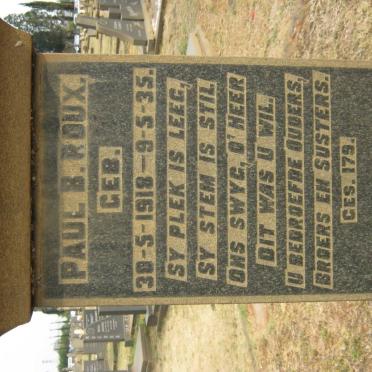 PAUL B. ROUX.
GEB.
30-5-1918-9-5-35.
SY PLEK IS LEEG,
SY STEM IS STIL,
ONS SWYG, O' HEER
DIT WAS U WIL.
U BEDROEFDE OUDERS,
BROERS EN SUSTERS.
GES. 179.